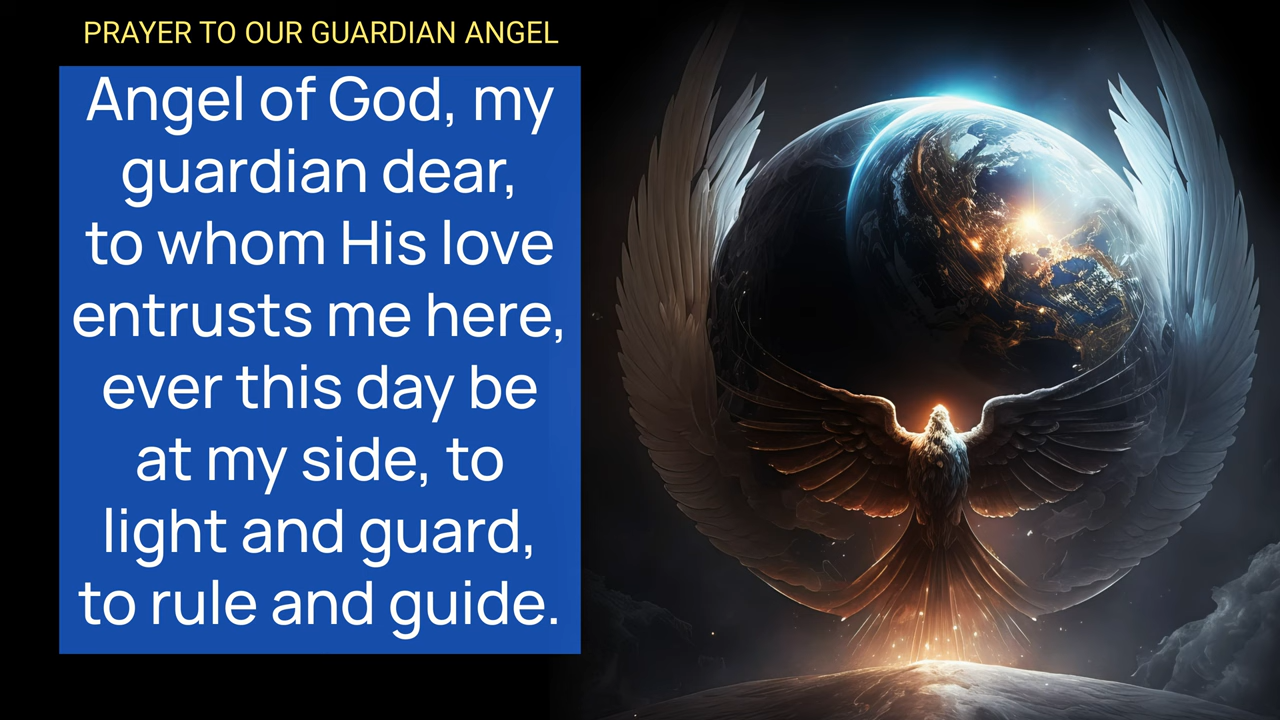 PRAYER TO OUR GUARDIAN ANGEL
Angel of God, my
guardian dear,
to whom His love
entrusts me here,
ever this day be
at my side, to
light and guard,
to rule and guide.